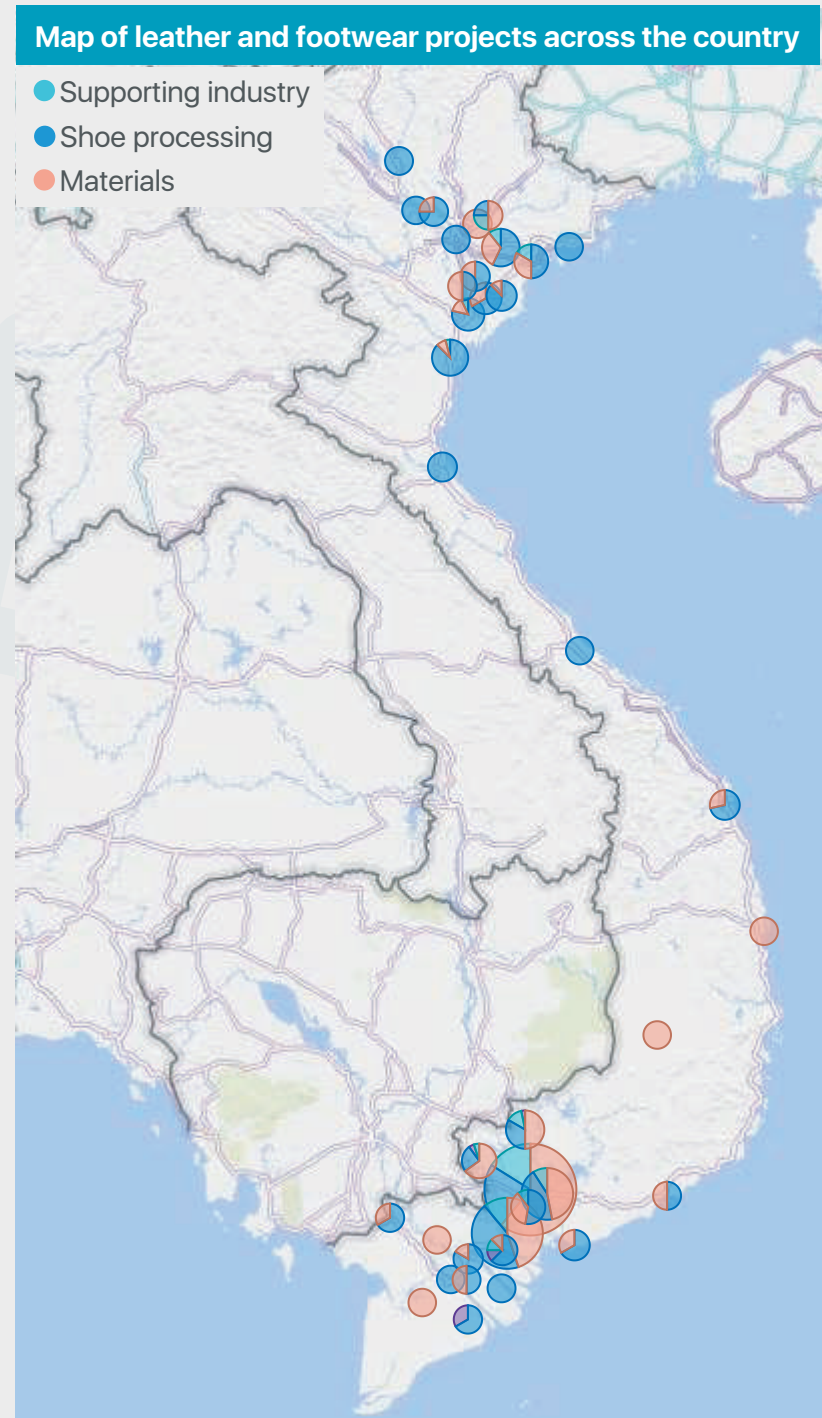 Map of leather and footwear projects across the country
Supporting industry
Shoe processing
Materials